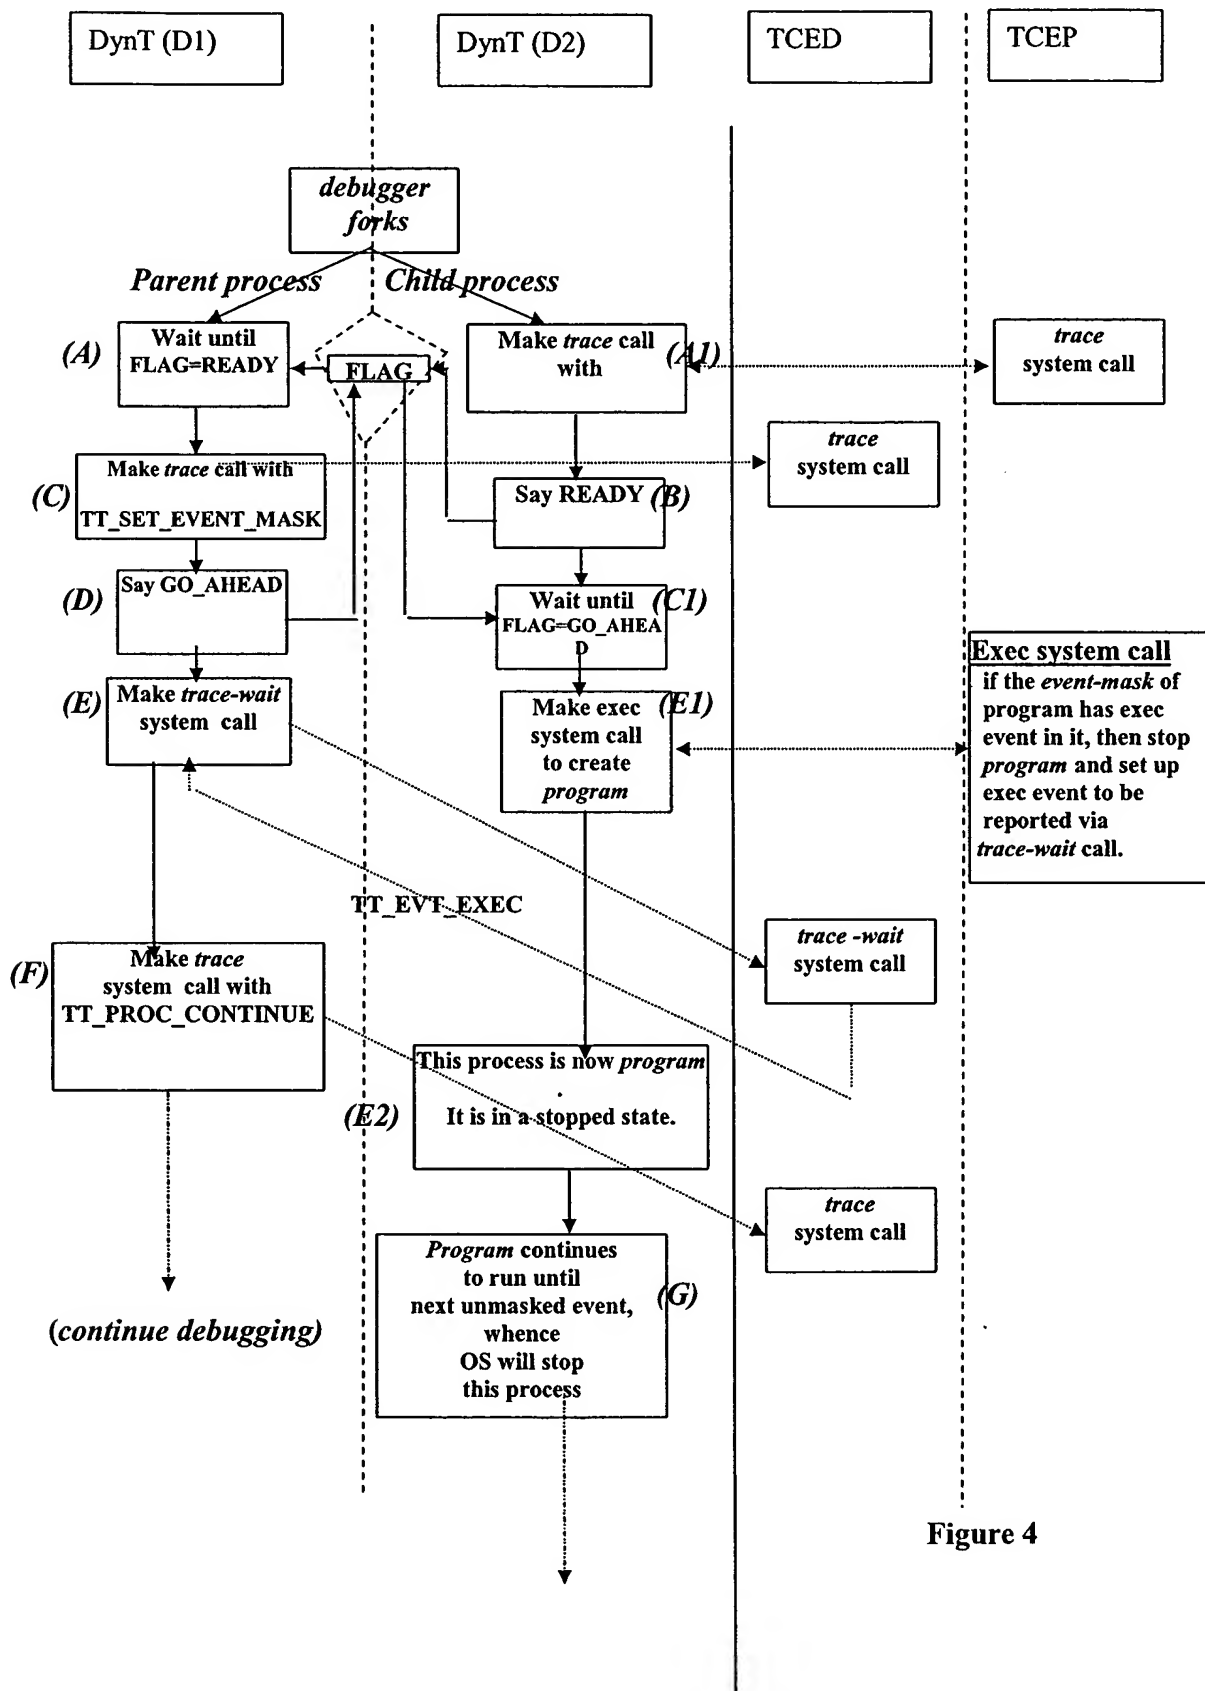 DynT (D1)
DynT (D2)
TCED
TCEP
debugger
forks
Parent process
Child process
(A)
Wait until
FLAG=READY
FLAG
Make trace call
with
(A1)
trace
system call
(C)
Make trace call with
TT_SET_EVENT_MASK
trace
system call
Say READY
(B)
(D)
Say GO_AHEAD
Wait until
FLAG=GO_AHEA
D
(C1)
(E)
Make trace-wait
system call
Make exec
system call
to create
program
(E1)
Exec system call
if the event-mask of
program has exec
event in it, then stop
program and set up
exec event to be
reported via
trace-wait call.
TT_EVT_EXEC
(F)
Make trace
system call with
TT_PROC_CONTINUE
trace -wait
system call
This process is now program
.
It is in a stopped state.
(E2)
trace
system call
Program continues
to run until
next unmasked event,
whence
OS will stop
this process
(G)
(continue debugging)
Figure 4